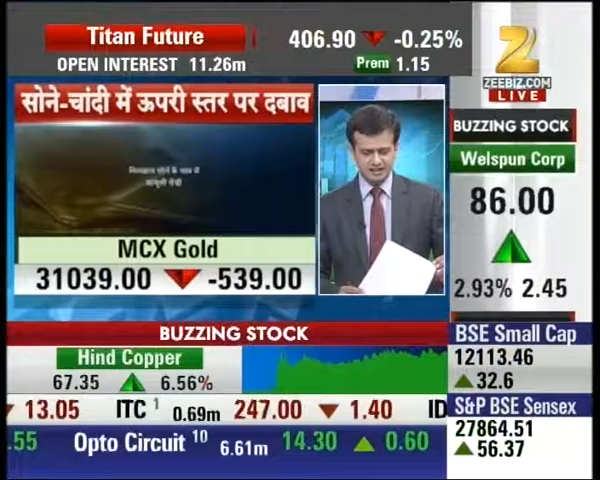 Titan Future
406.90 -0.25%
OPEN INTEREST 11.26m
Prem 1.15
Z
ZEEBIZ.COM
LIVE
सोने-चांदी में ऊपरी स्तर पर दबाव
MCX Gold
31039.00 -539.00
BUZZING STOCK
Welspun Corp
86.00
2.93% 2.45
BUZZING STOCK
Hind Copper
67.35 6.56%
BSE Small Cap
12113.46
32.6
S&P BSE Sensex
27864.51
56.37
13.05 ITC 1 0.69m 247.00 1.40 ID
.55 Opto Circuit 10 6.61m 14.30 0.60